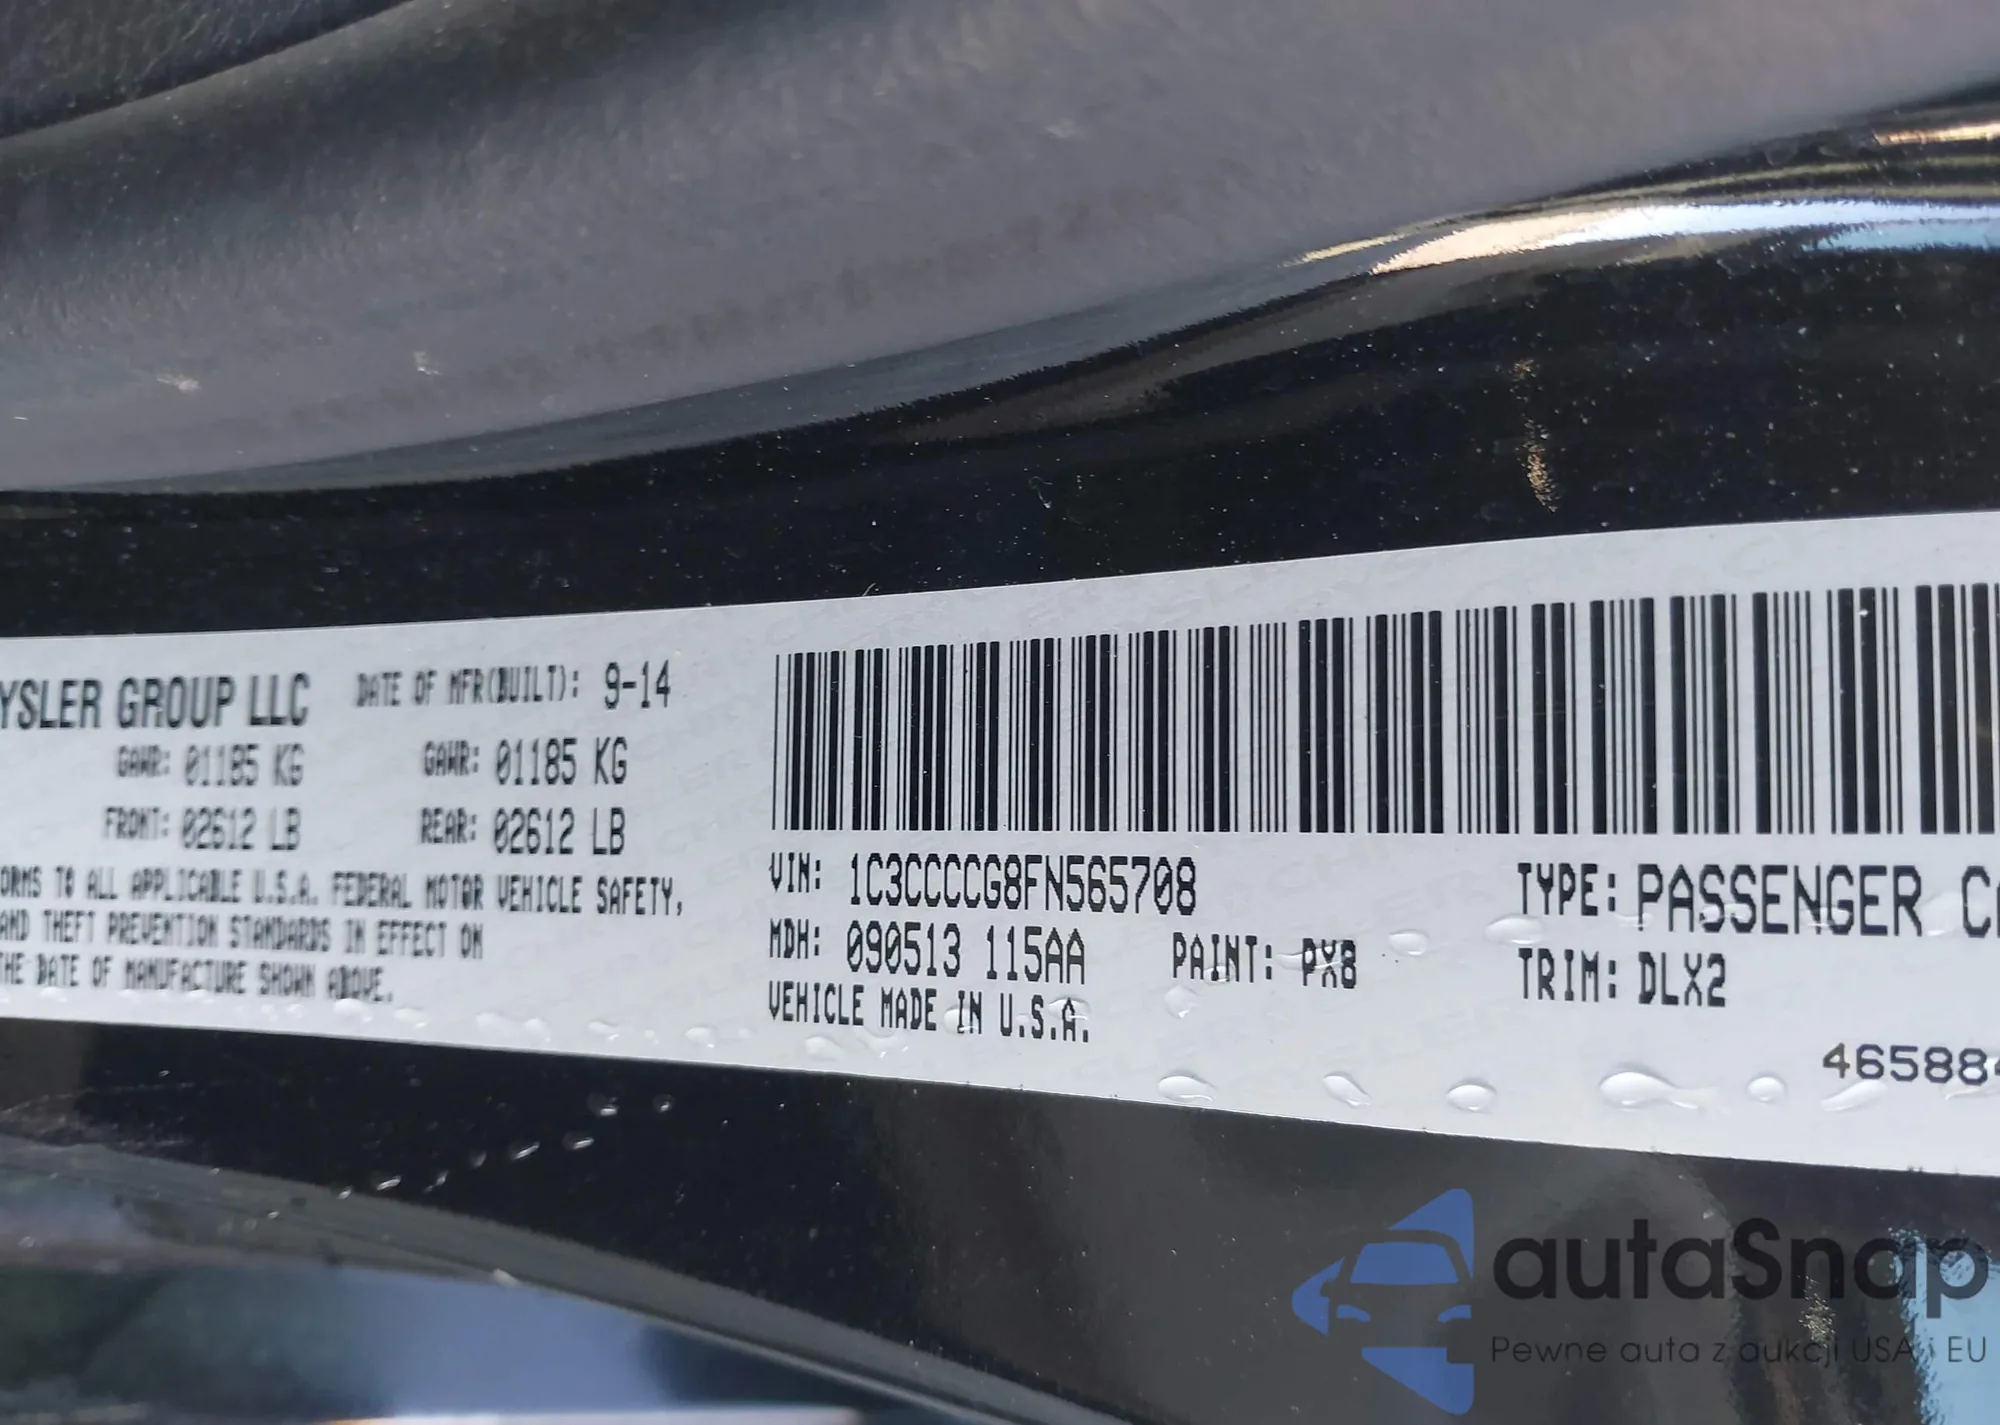 YSLER GROUP LLC DATE OF MFR(BUILT): 9-14
GAWR: 01185 KG GAWR: 01185 KG
FRONT: 02612 LB REAR: 02612 LB
ORMS TO ALL APPLICABLE U.S.A. FEDERAL MOTOR VEHICLE SAFETY,
AND THEFT PREVENTION STANDARDS IN EFFECT ON
THE DATE OF MANUFACTURE SHOWN ABOVE.
VIN: 1C3CCCCG8FN565708 TYPE: PASSENGER CA
MDH: 090513 115AA PAINT: PX8 TRIM: DLX2
VEHICLE MADE IN U.S.A.
465884
autaSnap
Pewne auta z aukcji USA i EU